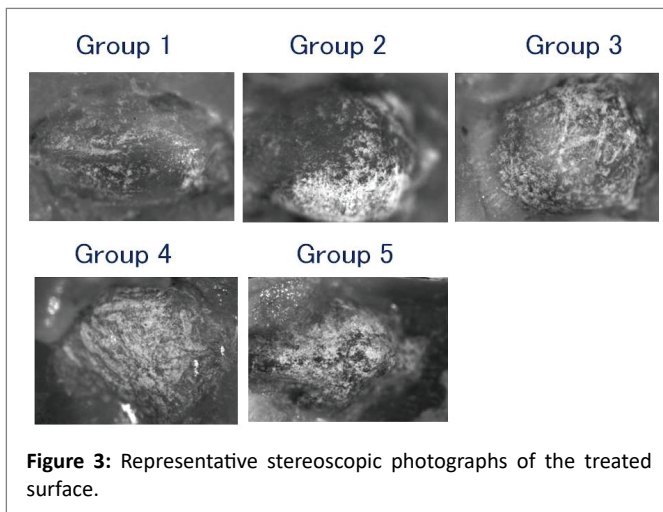 Group 1 Group 2 Group 3
Group 4 Group 5
Figure 3: Representative stereoscopic photographs of the treated
surface.